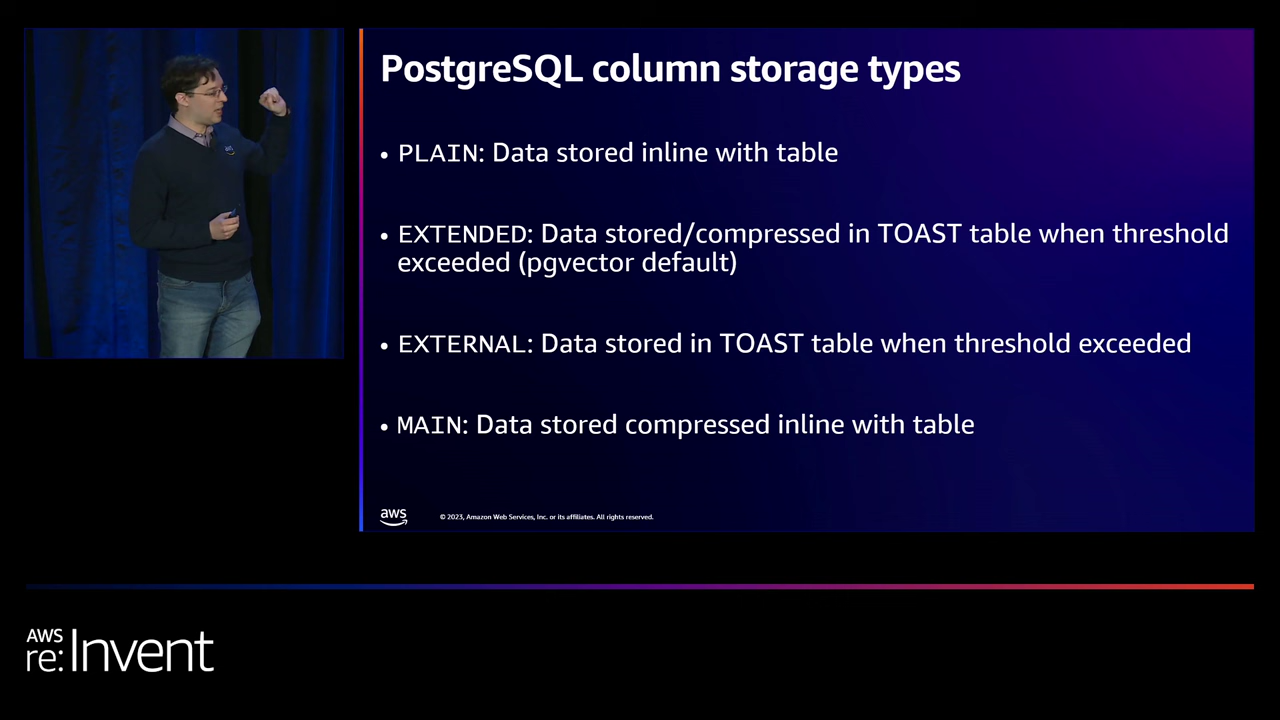 PostgreSQL column storage types
• PLAIN: Data stored inline with table
• EXTENDED: Data stored/compressed in TOAST table when threshold
exceeded (pgvector default)
• EXTERNAL: Data stored in TOAST table when threshold exceeded
• MAIN: Data stored compressed inline with table
aws
© 2023, Amazon Web Services, Inc. or its affiliates. All rights reserved.
aws
AWS
re:Invent